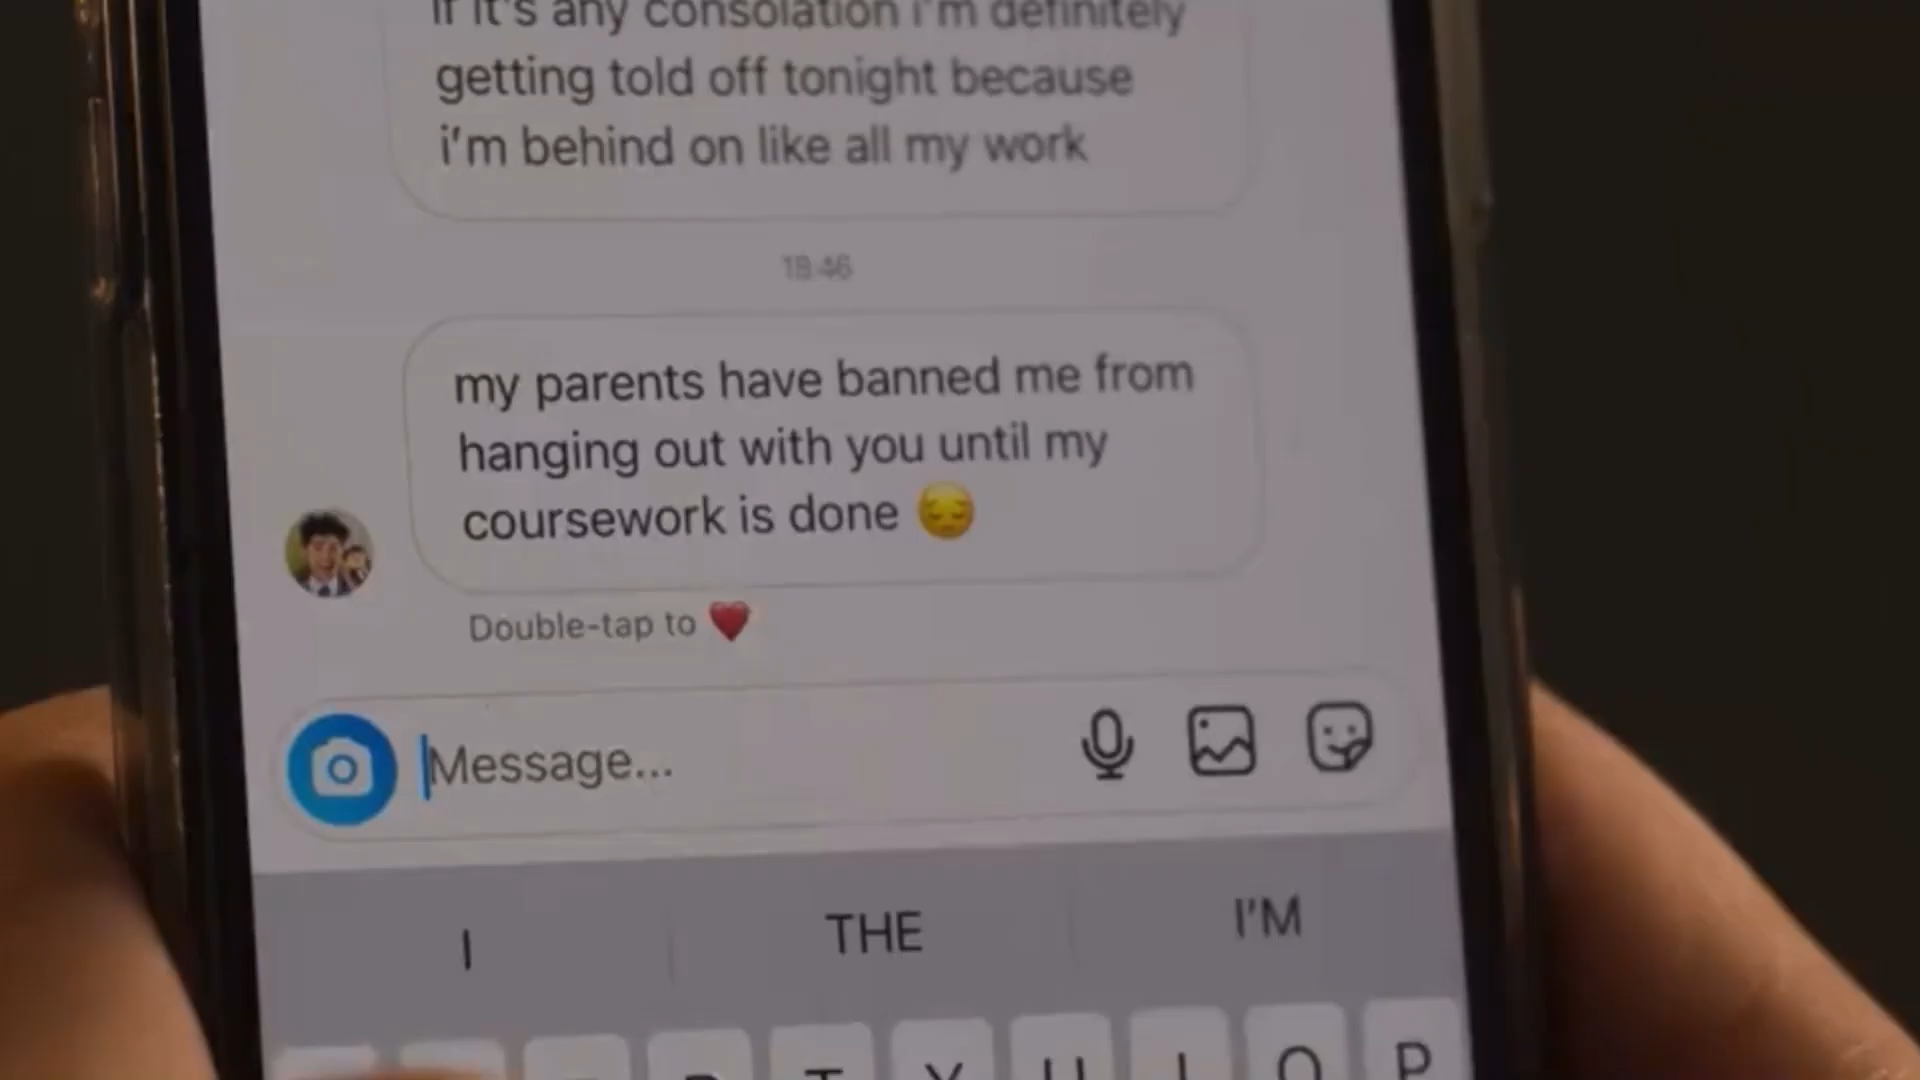 if it's any consolation i'm definitely
getting told off tonight because
i'm behind on like all my work
18:46
my parents have banned me from
hanging out with you until my
coursework is done 😔
Double-tap to ❤️
Message...
I THE I'M
T Y U I O P